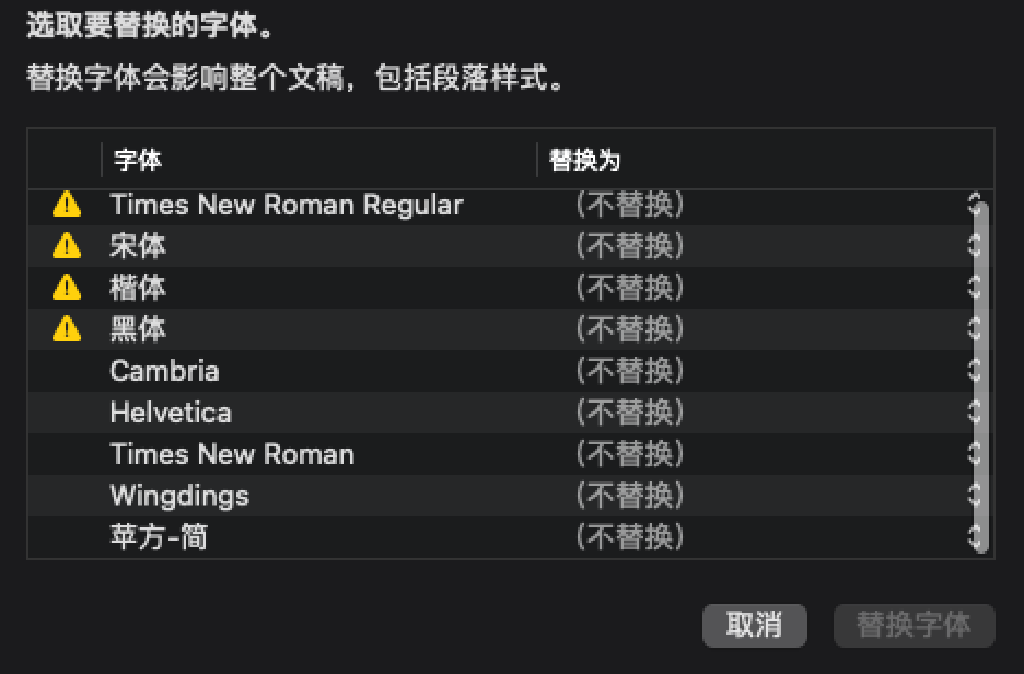 选取要替换的字体。
替换字体会影响整个文稿，包括段落样式。
字体 替换为
Times New Roman Regular (不替换)
宋体 (不替换)
楷体 (不替换)
黑体 (不替换)
Cambria (不替换)
Helvetica (不替换)
Times New Roman (不替换)
Wingdings (不替换)
苹方-简 (不替换)
取消 替换字体